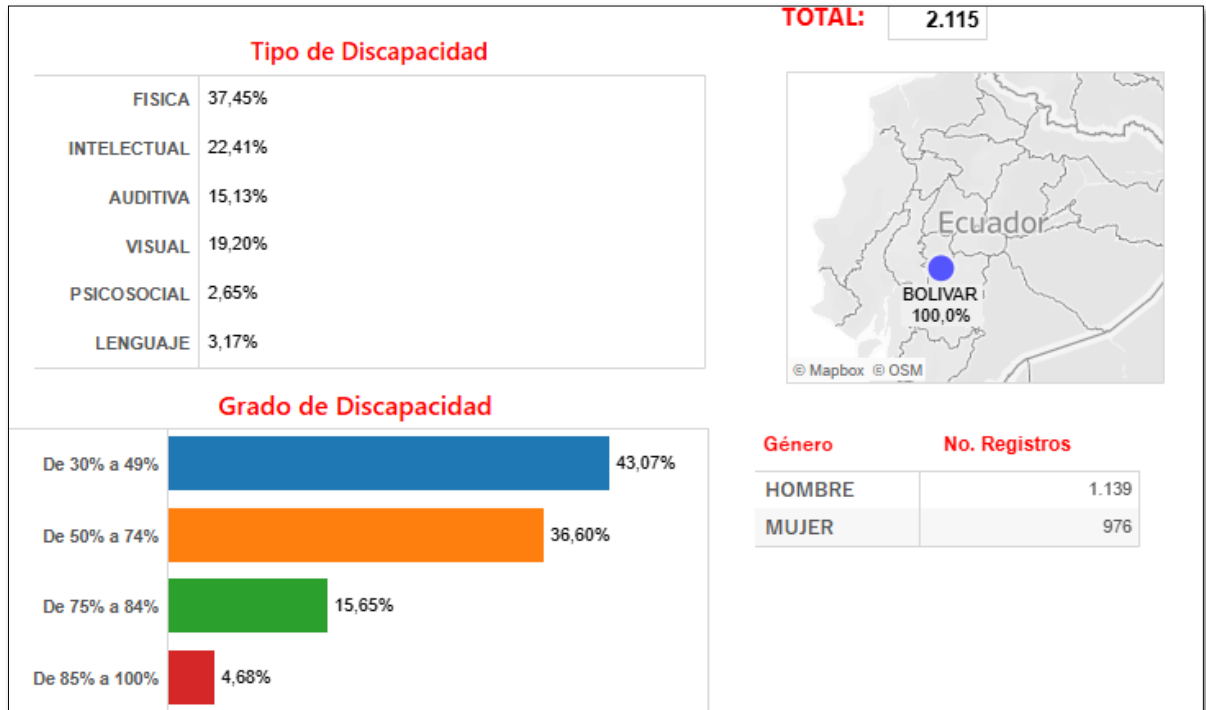 TOTAL: 2.115
Tipo de Discapacidad
FISICA 37,45%
INTELECTUAL 22,41%
AUDITIVA 15,13%
VISUAL 19,20%
PSICOSOCIAL 2,65%
LENGUAJE 3,17%
Ecuador
BOLIVAR
100,0%
© Mapbox © OSM
Grado de Discapacidad
De 30% a 49% 43,07%
De 50% a 74% 36,60%
De 75% a 84% 15,65%
De 85% a 100% 4,68%
Género No. Registros
HOMBRE 1.139
MUJER 976